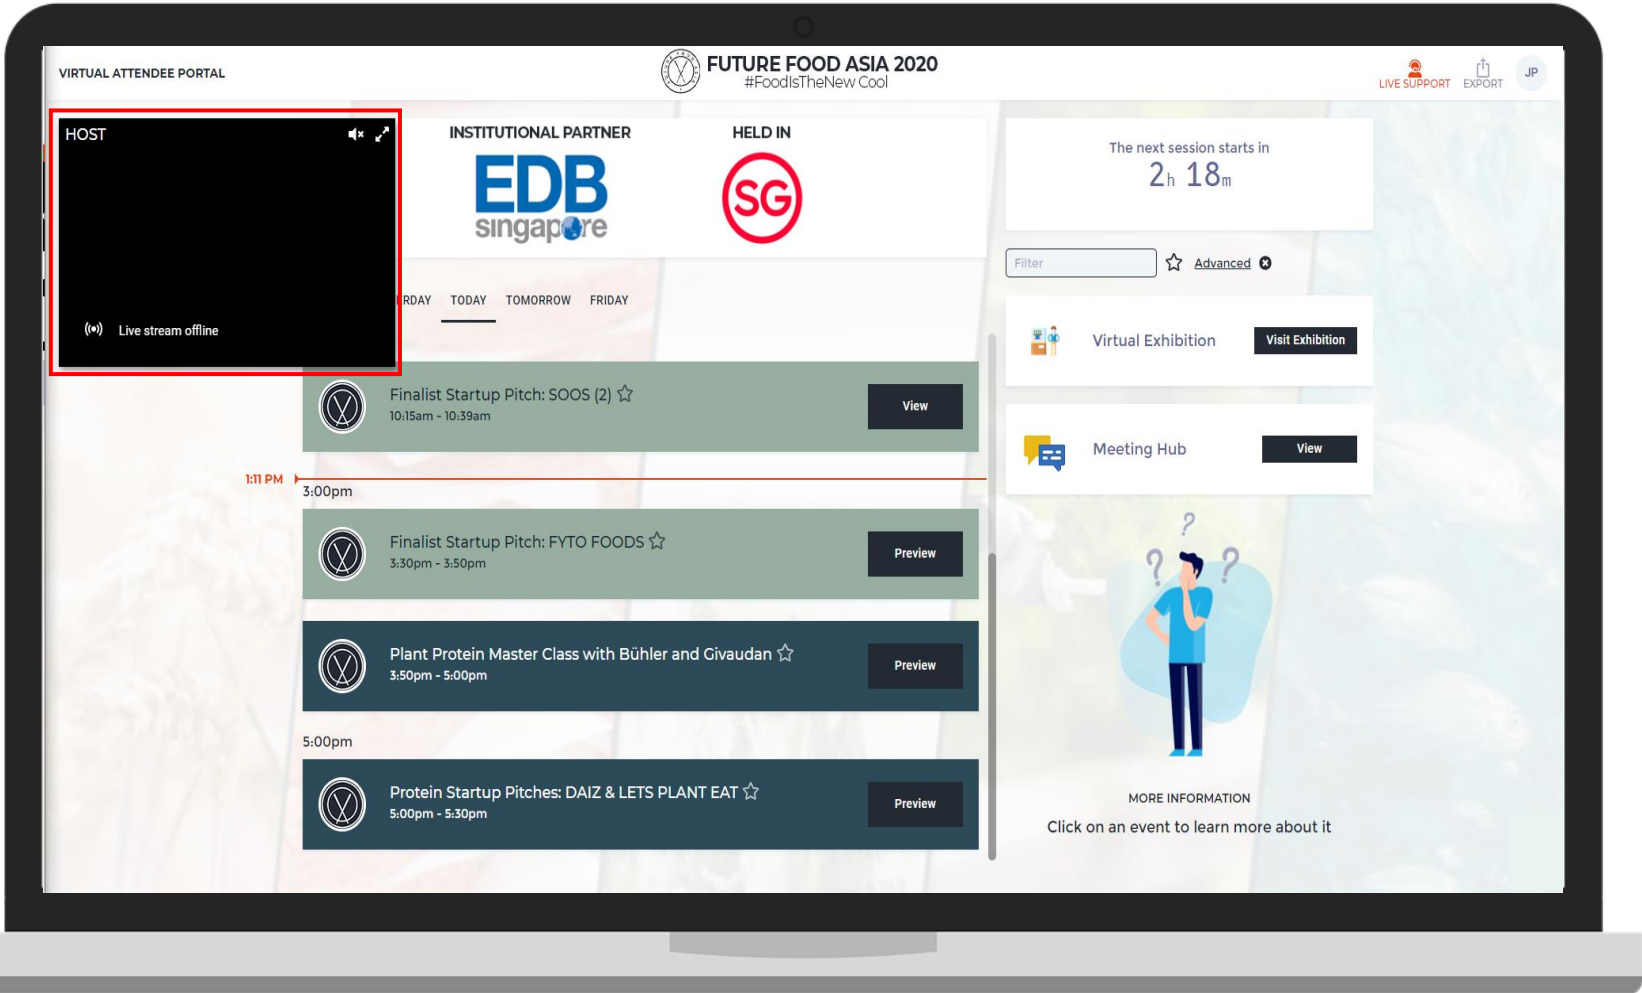 VIRTUAL ATTENDEE PORTAL
FUTURE FOOD ASIA 2020
#FoodIsTheNew Cool
LIVE SUPPORT
EXPORT
JP
HOST
Live stream offline
INSTITUTIONAL PARTNER
EDB
singapore
HELD IN
SG
The next session starts in
2h 18m
Filter
Advanced
RDAY TODAY TOMORROW FRIDAY
Virtual Exhibition
Visit Exhibition
Finalist Startup Pitch: SOOS (2)
10:15am - 10:39am
View
Meeting Hub
View
1:11 PM
3:00pm
Finalist Startup Pitch: FYTO FOODS
3:30pm - 3:50pm
Preview
Plant Protein Master Class with Bühler and Givaudan
3:50pm - 5:00pm
Preview
5:00pm
Protein Startup Pitches: DAIZ & LETS PLANT EAT
5:00pm - 5:30pm
Preview
? ? ?
MORE INFORMATION
Click on an event to learn more about it